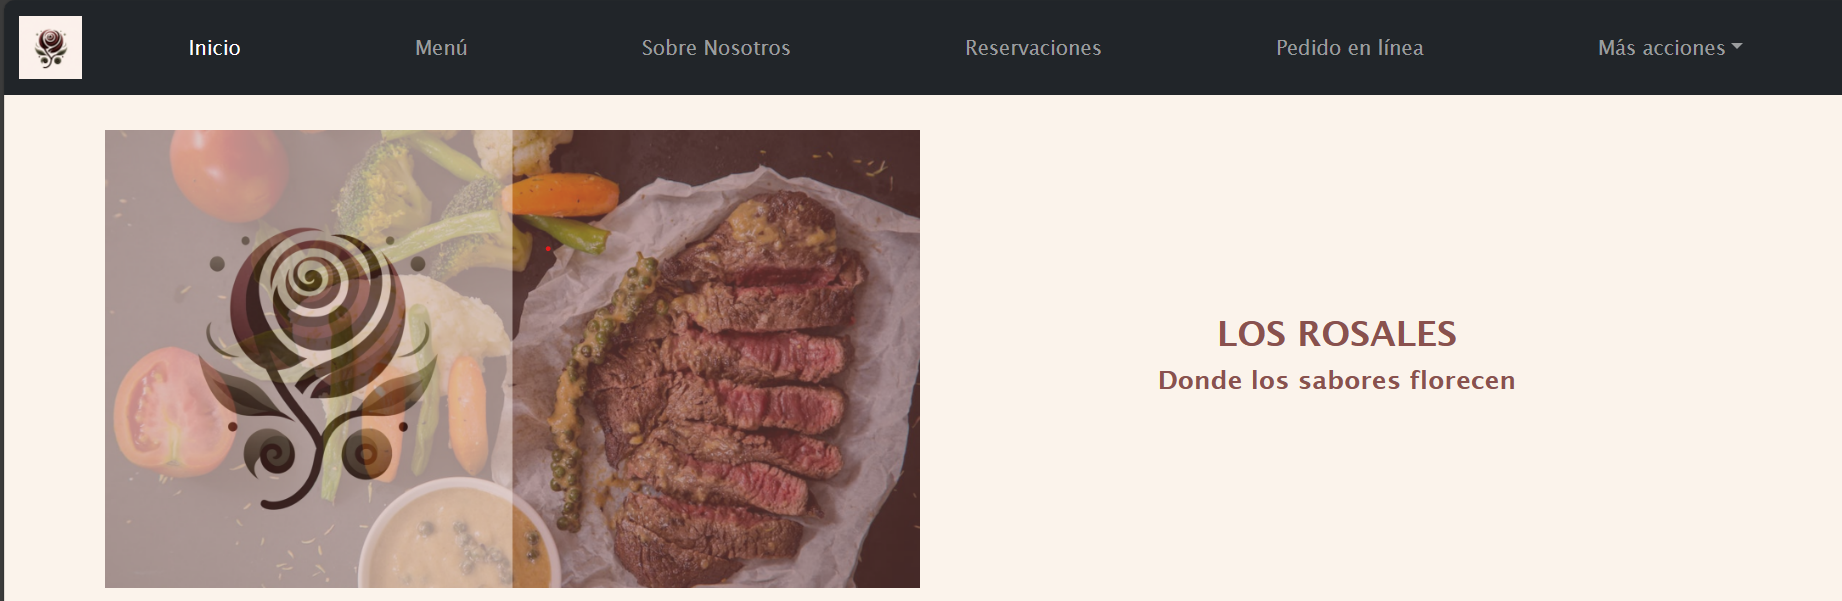 Inicio
Menú
Sobre Nosotros
Reservaciones
Pedido en línea
Más acciones
LOS ROSALES
Donde los sabores florecen